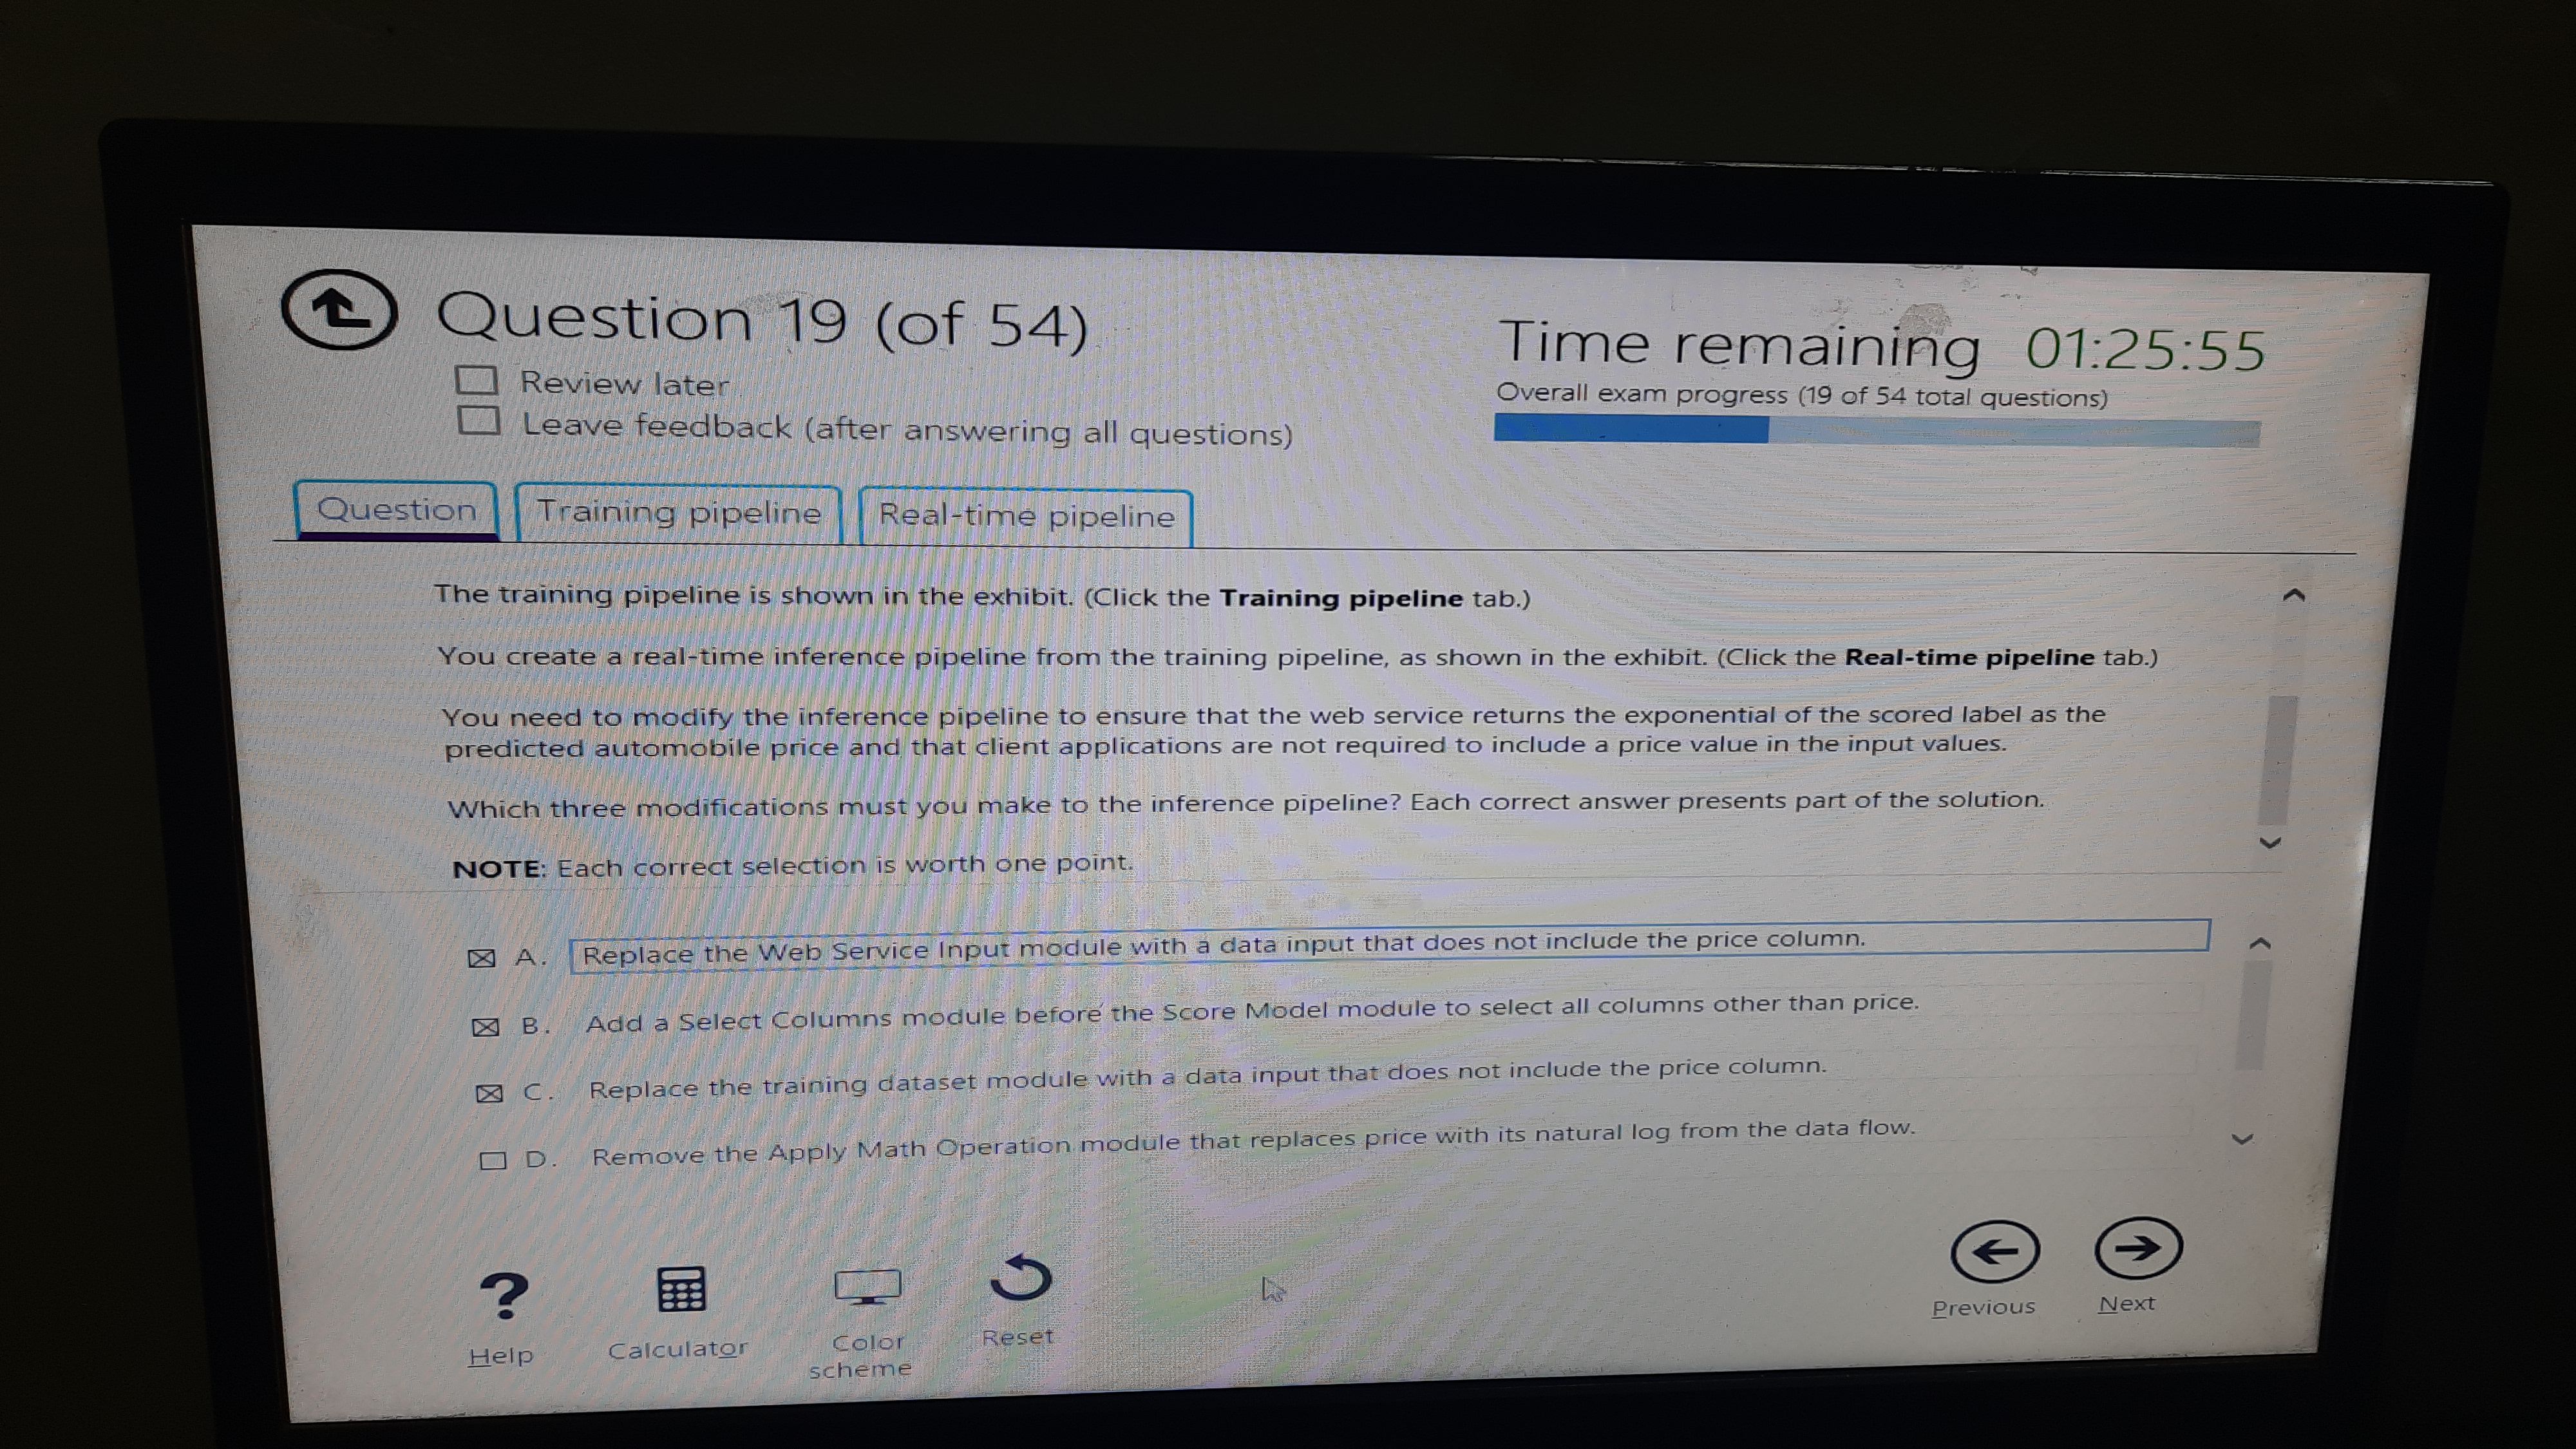 Question 19 (of 54)
Time remaining 01:25:55
Review later
Overall exam progress (19 of 54 total questions)
Leave feedback (after answering all questions)
Question
Training pipeline
Real-time pipeline
The training pipeline is shown in the exhibit. (Click the Training pipeline tab.)
You create a real-time inference pipeline from the training pipeline, as shown in the exhibit. (Click the Real-time pipeline tab.)
You need to modify the inference pipeline to ensure that the web service returns the exponential of the scored label as the
predicted automobile price and that client applications are not required to include a price value in the input values.
Which three modifications must you make to the inference pipeline? Each correct answer presents part of the solution.
NOTE: Each correct selection is worth one point.
A. Replace the Web Service Input module with a data input that does not include the price column.
B. Add a Select Columns module before the Score Model module to select all columns other than price.
C. Replace the training dataset module with a data input that does not include the price column.
D. Remove the Apply Math Operation module that replaces price with its natural log from the data flow.
Help
Calculator
Color
scheme
Reset
Previous
Next